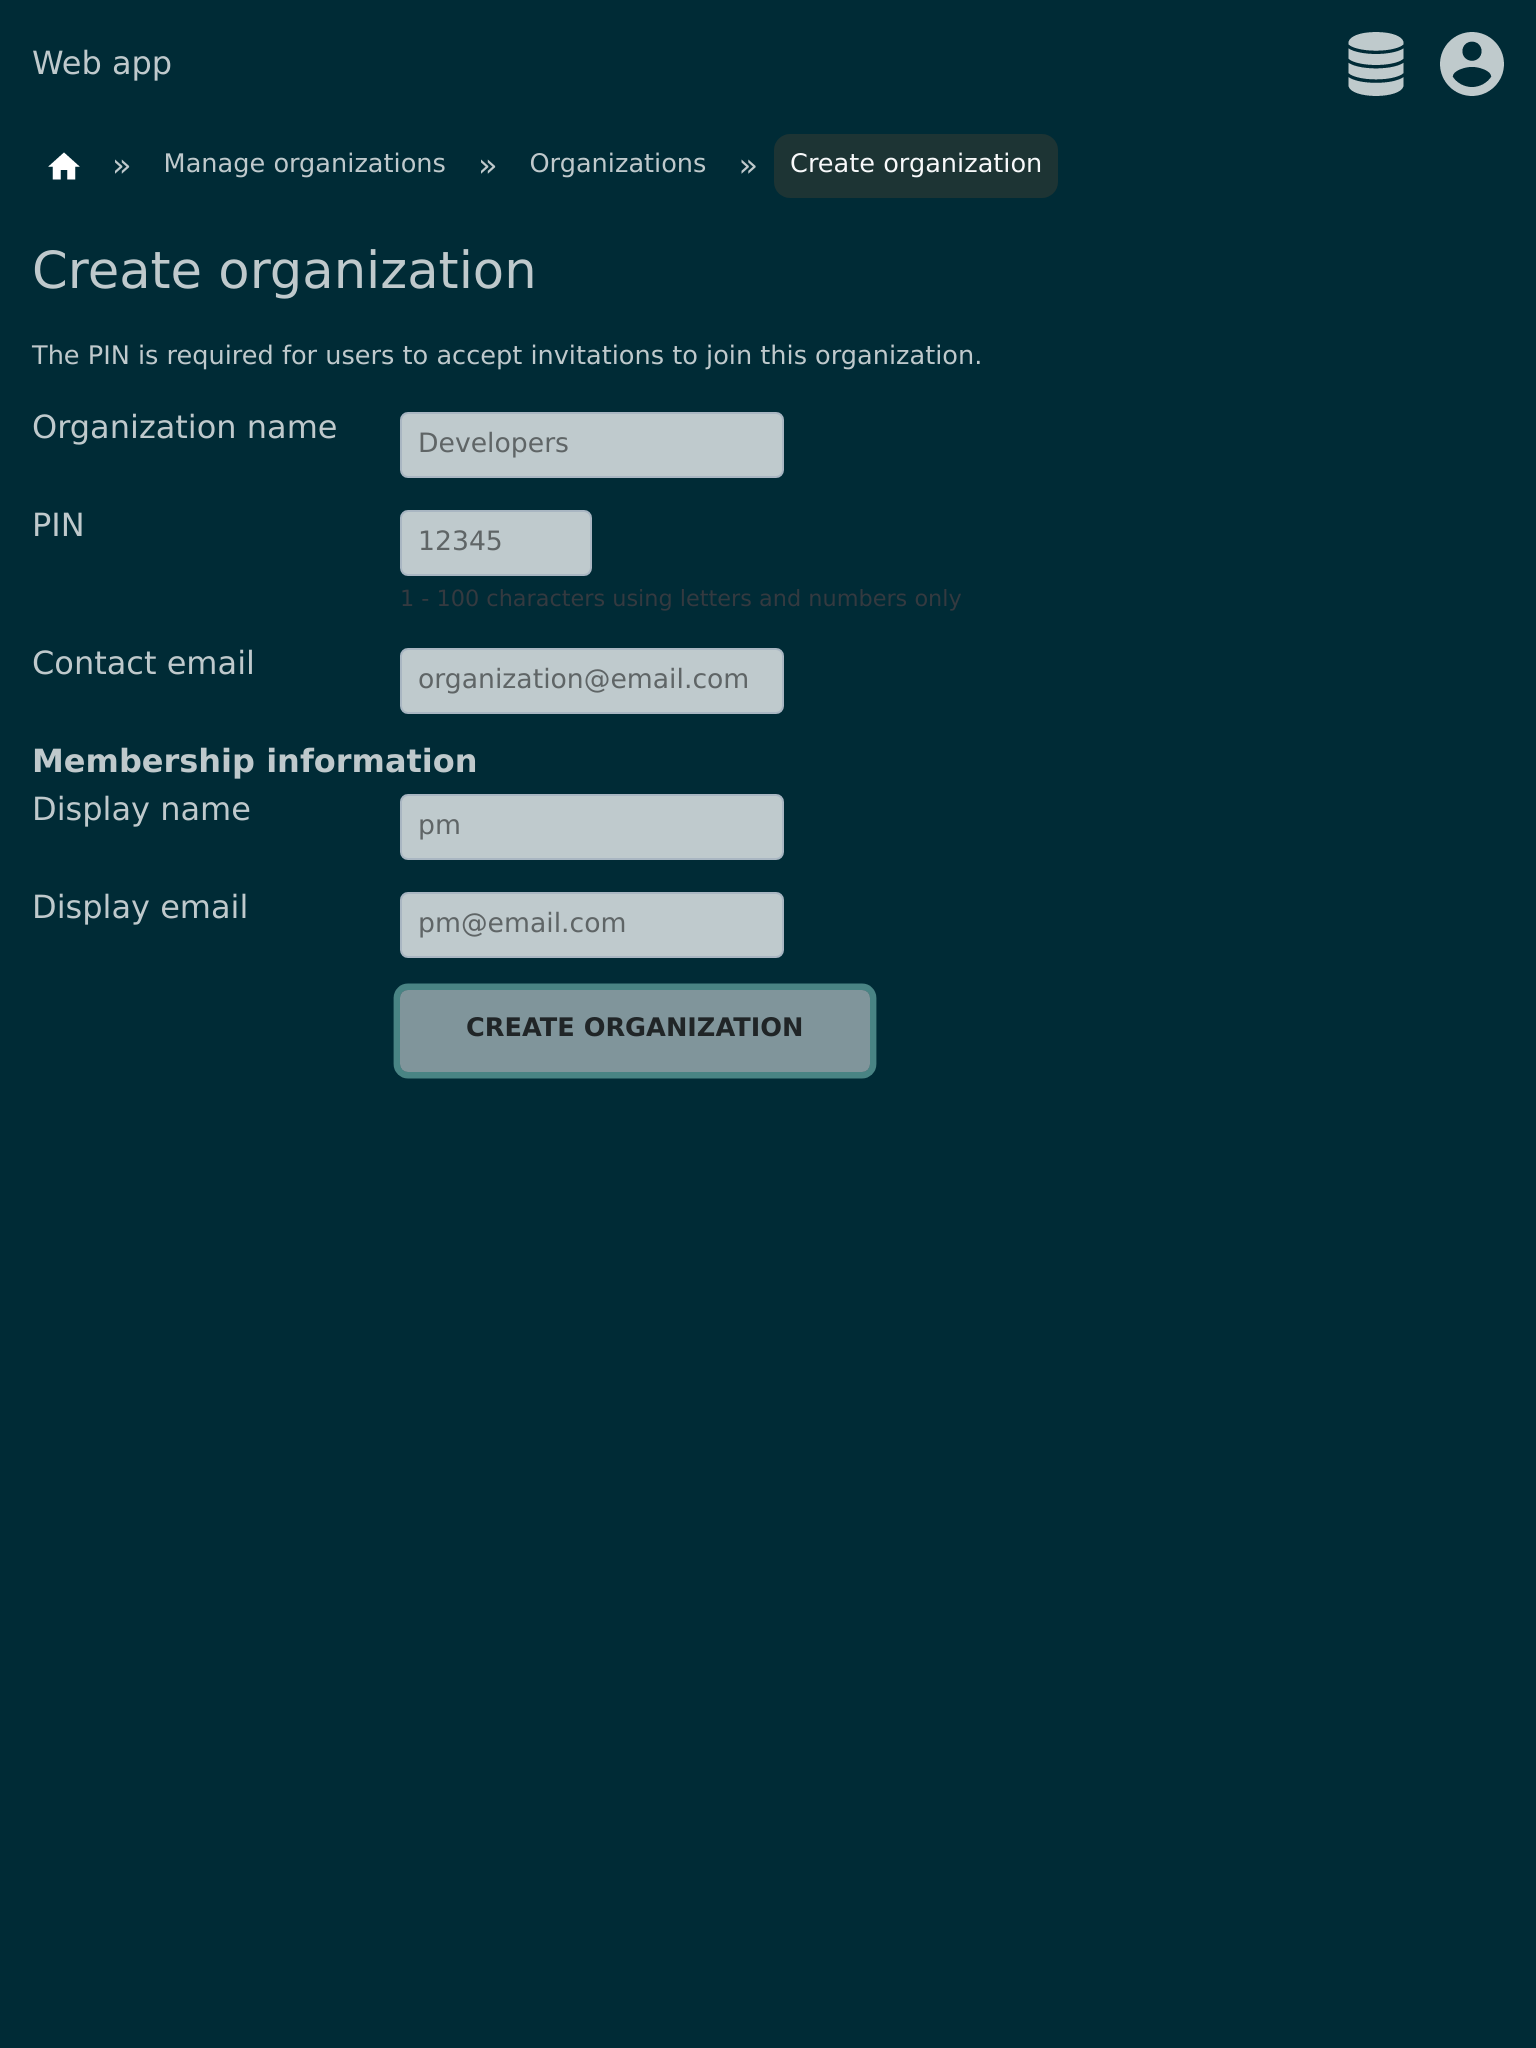 Web app
» Manage organizations » Organizations » Create organization
Create organization
The PIN is required for users to accept invitations to join this organization.
Organization name Developers
PIN 12345
1 - 100 characters using letters and numbers only
Contact email organization@email.com
Membership information
Display name pm
Display email pm@email.com
CREATE ORGANIZATION